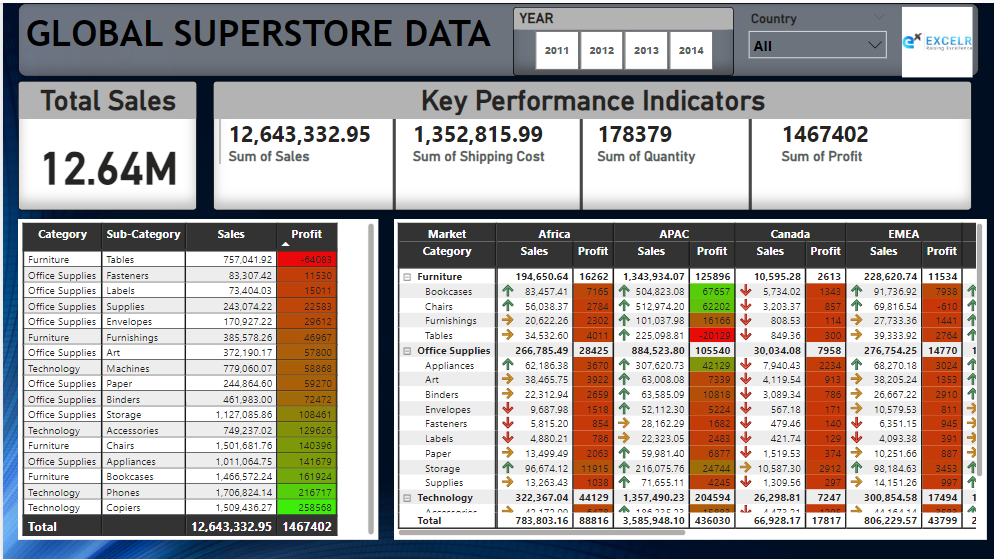 GLOBAL SUPERSTORE DATA
YEAR
2011 2012 2013 2014
Country
All
EXCELR
Raising Excellence
Total Sales
12.64M
Key Performance Indicators
12,643,332.95 1,352,815.99 178379 1467402
Sum of Sales Sum of Shipping Cost Sum of Quantity Sum of Profit
Category Sub-Category Sales Profit
Furniture Tables 757,041.92 -64083
Office Supplies Fasteners 83,307.42 11530
Office Supplies Labels 73,404.03 15011
Office Supplies Supplies 243,074.22 22583
Office Supplies Envelopes 170,927.22 29612
Furniture Furnishings 385,578.26 46967
Office Supplies Art 372,190.17 57800
Technology Machines 779,060.07 58868
Office Supplies Paper 244,864.60 59270
Office Supplies Binders 461,983.00 72472
Office Supplies Storage 1,127,085.86 108461
Technology Accessories 749,237.02 129626
Furniture Chairs 1,501,681.76 140396
Office Supplies Appliances 1,011,064.75 141679
Furniture Bookcases 1,466,572.24 161924
Technology Phones 1,706,824.14 216717
Technology Copiers 1,509,436.27 258568
Total 12,643,332.95 1467402
Market Africa APAC Canada EMEA
Category Sales Profit Sales Profit Sales Profit Sales Profit
Furniture 194,650.64 16262 1,343,934.07 125896 10,595.28 2613 228,620.74 11534
Bookcases 83,457.41 7165 504,823.08 67657 5,734.02 1343 91,736.92 7938
Chairs 56,038.37 2784 512,974.20 62202 3,203.37 857 69,816.54 -610
Furnishings 20,622.26 2302 101,037.98 16166 808.53 114 27,733.36 1441
Tables 34,532.60 4011 225,098.81 -20129 849.36 300 39,333.92 2764
Office Supplies 266,785.49 28425 884,523.80 105540 30,034.08 7958 276,754.25 14770
Appliances 62,186.38 3670 307,620.73 42129 7,940.43 2234 68,270.18 3024
Art 38,465.75 3922 63,008.08 7339 4,119.54 913 38,205.24 1353
Binders 22,312.94 2659 63,585.09 10818 3,089.34 786 26,667.22 2910
Envelopes 9,687.98 1518 52,112.30 5224 567.18 171 10,579.53 811
Fasteners 5,815.20 854 28,162.29 1682 479.46 140 6,351.15 945
Labels 4,880.21 786 22,323.05 2483 421.74 129 4,093.38 391
Paper 13,499.49 2063 59,981.40 6877 1,519.53 374 10,251.66 887
Storage 96,674.12 11915 216,075.76 24744 10,587.30 2912 98,184.63 3453
Supplies 13,263.43 1038 71,655.11 4245 1,309.56 297 14,151.26 997
Technology 322,367.04 44129 1,357,490.23 204594 26,298.81 7247 300,854.58 17494
Total 783,803.16 88816 3,585,948.10 436030 66,928.17 17817 806,229.57 43799